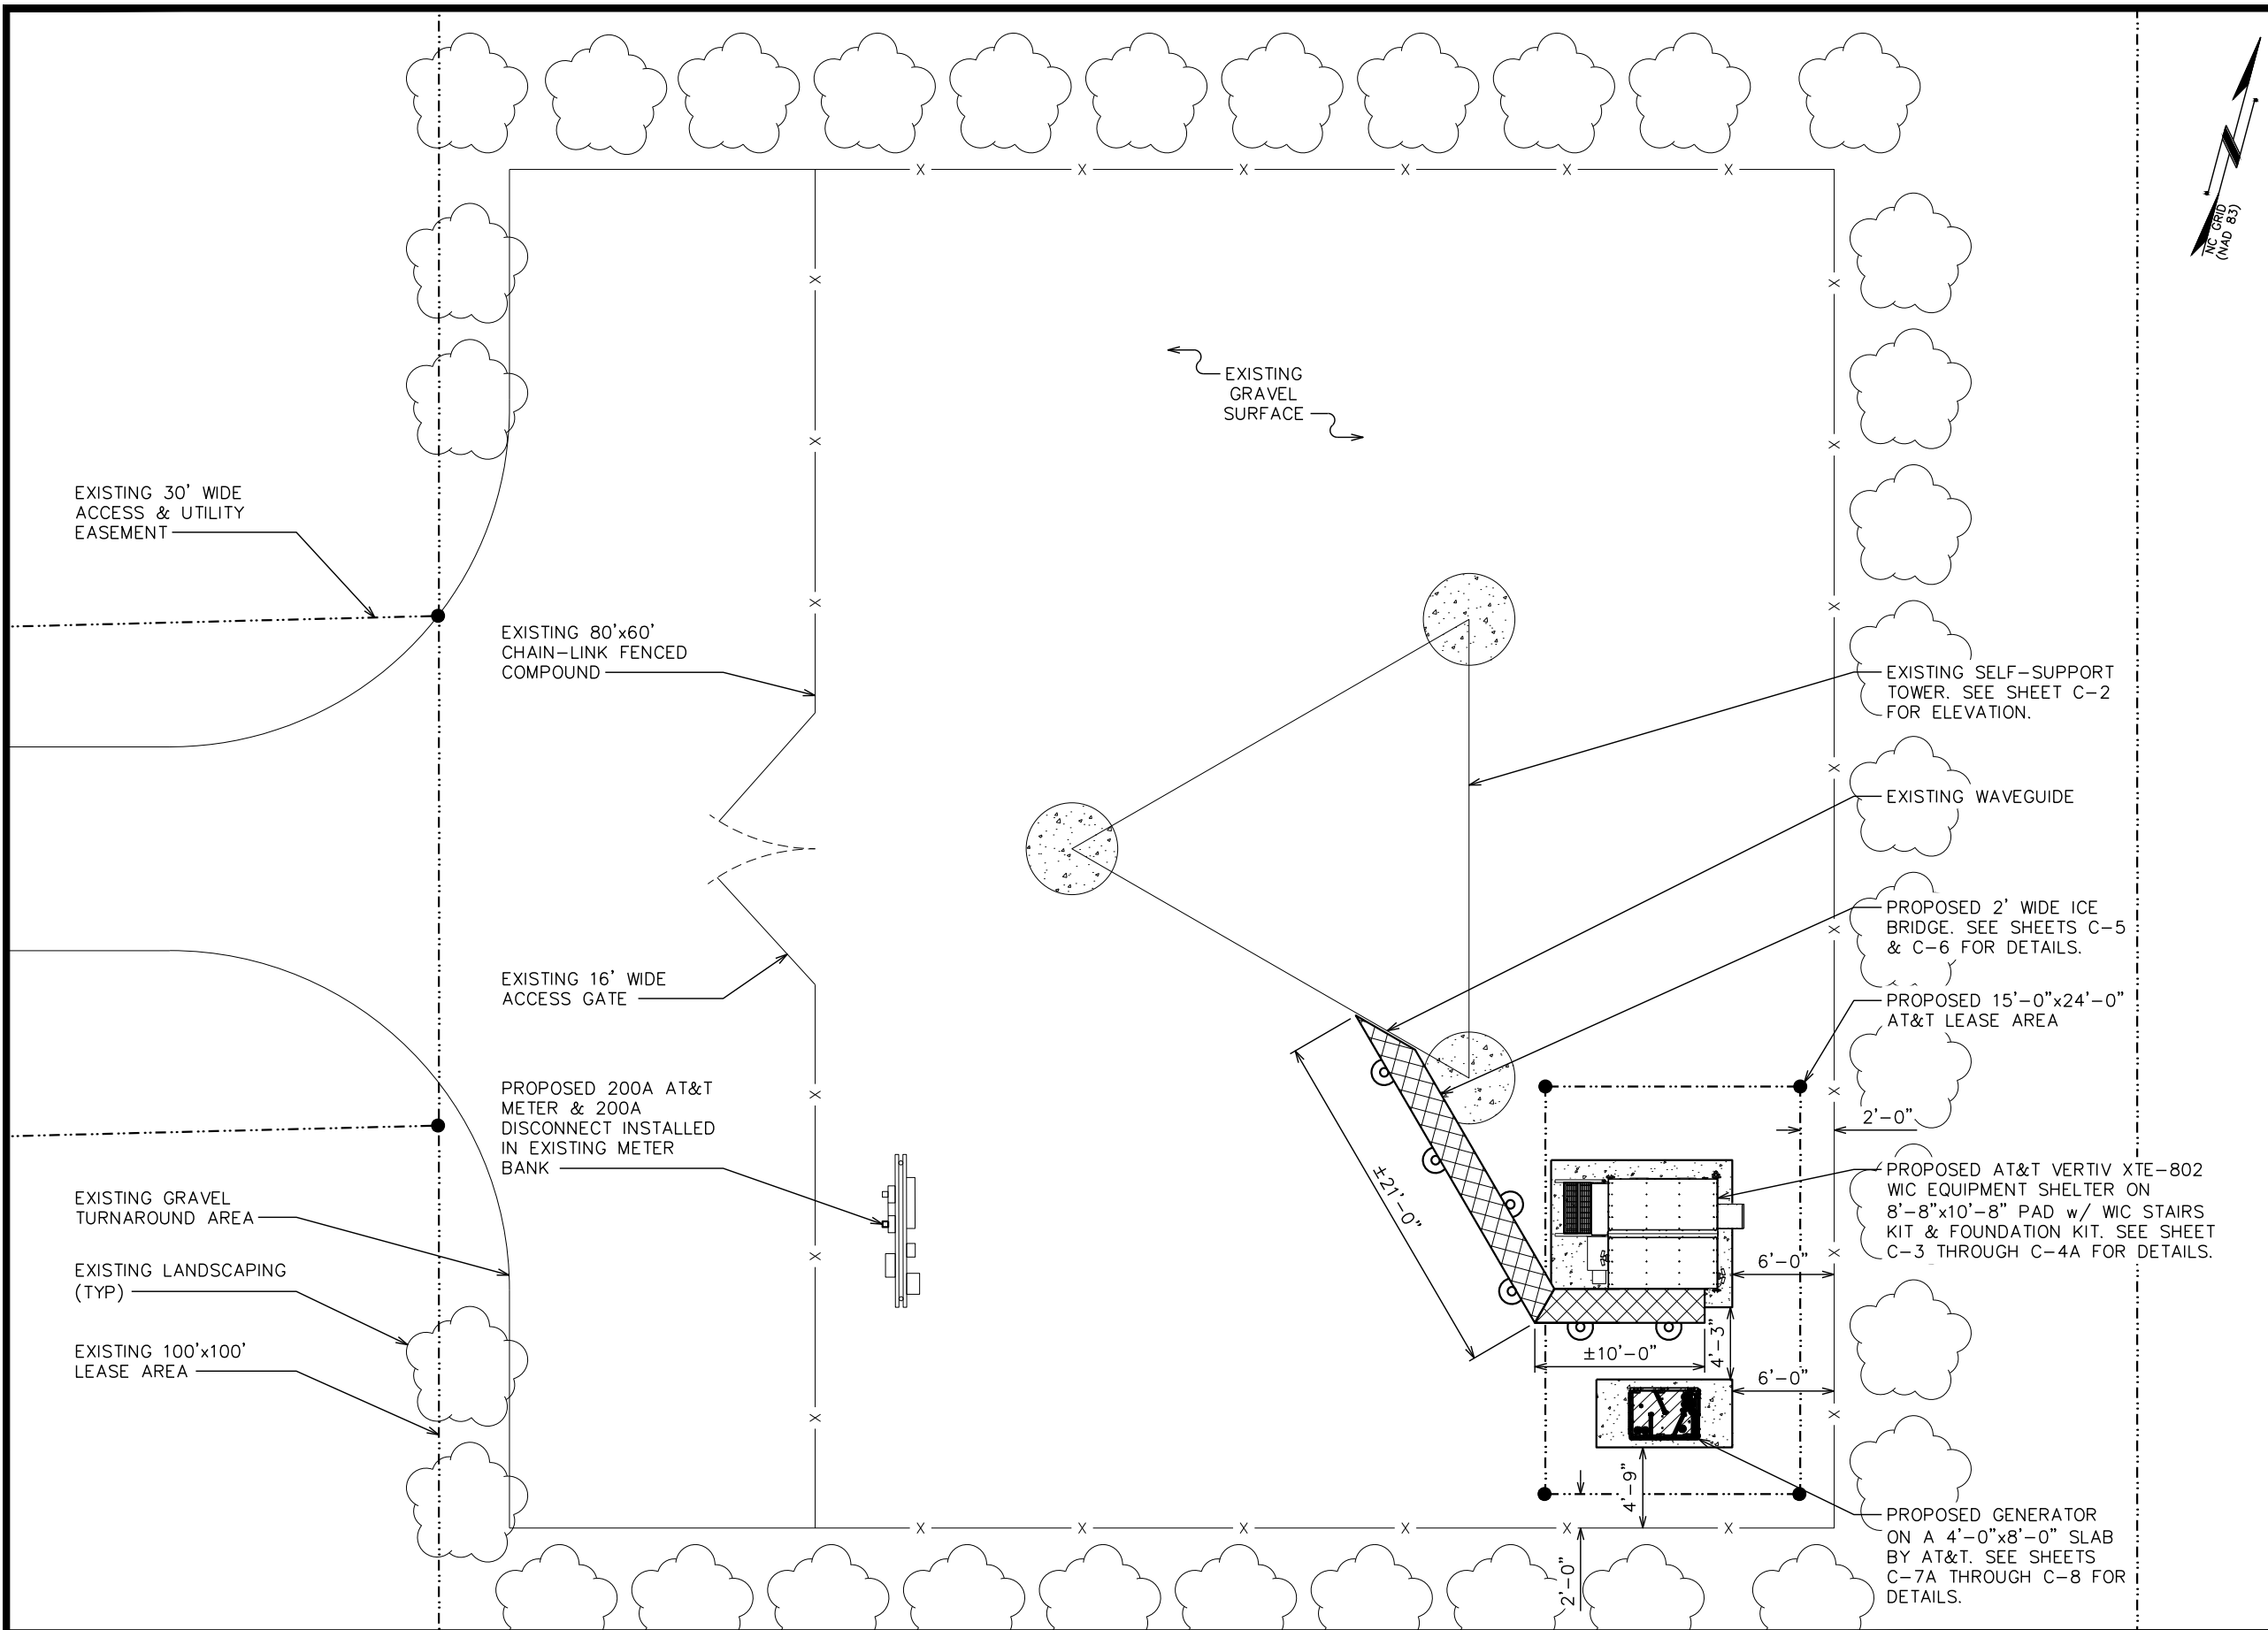 NC GRID
(NAD 83)
EXISTING
GRAVEL
SURFACE
EXISTING 30' WIDE
ACCESS & UTILITY
EASEMENT
EXISTING 80'x60'
CHAIN-LINK FENCED
COMPOUND
EXISTING 16' WIDE
ACCESS GATE
PROPOSED 200A AT&T
METER & 200A
DISCONNECT INSTALLED
IN EXISTING METER
BANK
EXISTING GRAVEL
TURNAROUND AREA
EXISTING LANDSCAPING
(TYP)
EXISTING 100'x100'
LEASE AREA
EXISTING SELF-SUPPORT
TOWER. SEE SHEET C-2
FOR ELEVATION.
EXISTING WAVEGUIDE
PROPOSED 2' WIDE ICE
BRIDGE. SEE SHEETS C-5
& C-6 FOR DETAILS.
PROPOSED 15'-0"x24'-0"
AT&T LEASE AREA
2'-0"
PROPOSED AT&T VERTIV XTE-802
WIC EQUIPMENT SHELTER ON
8'-8"x10'-8" PAD w/ WIC STAIRS
KIT & FOUNDATION KIT. SEE SHEET
C-3 THROUGH C-4A FOR DETAILS.
6'-0"
±21'-0"
±10'-0"
4'-3"
6'-0"
4'-9"
2'-0"
PROPOSED GENERATOR
ON A 4'-0"x8'-0" SLAB
BY AT&T. SEE SHEETS
C-7A THROUGH C-8 FOR
DETAILS.